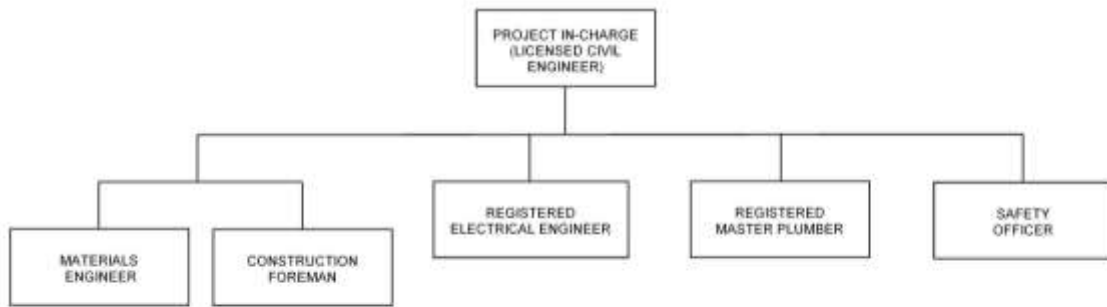 PROJECT IN-CHARGE
(LICENSED CIVIL
ENGINEER)
REGISTERED
ELECTRICAL ENGINEER
REGISTERED
MASTER PLUMBER
SAFETY
OFFICER
MATERIALS
ENGINEER
CONSTRUCTION
FOREMAN